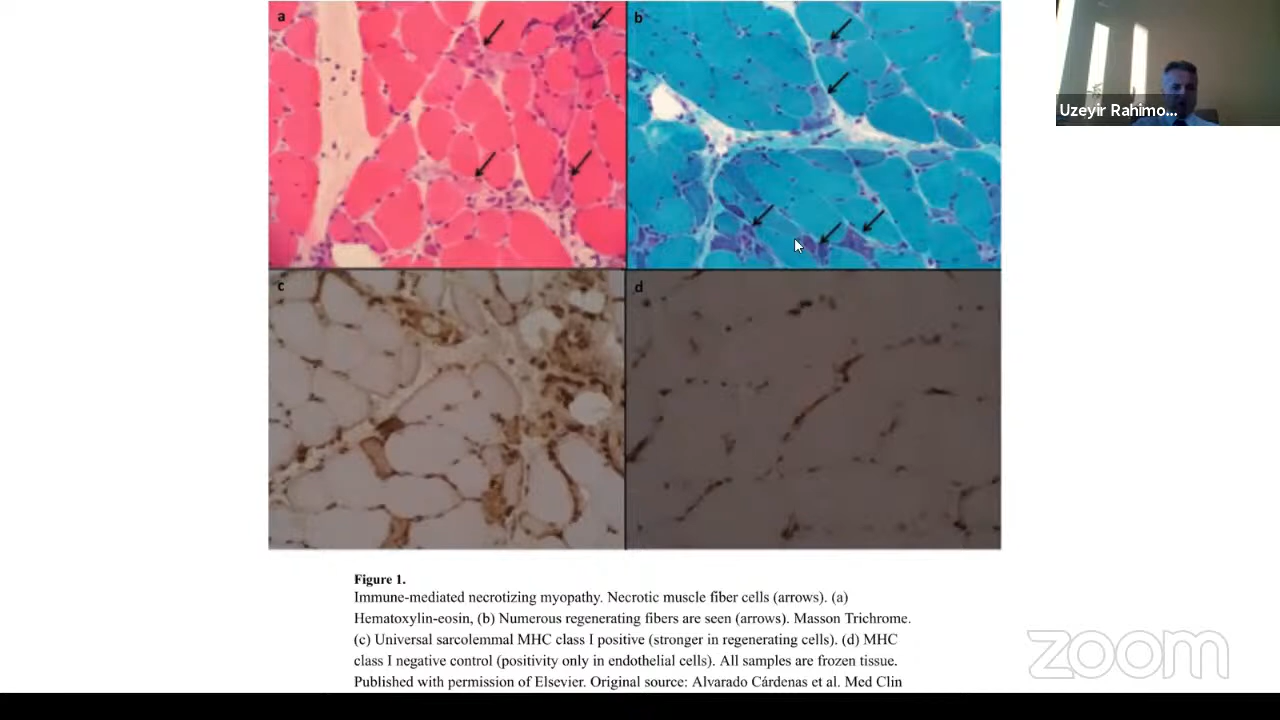 a
b
Uzeyir Rahimo...
c
d
Figure 1.
Immune-mediated necrotizing myopathy. Necrotic muscle fiber cells (arrows). (a)
Hematoxylin-eosin, (b) Numerous regenerating fibers are seen (arrows). Masson Trichrome.
(c) Universal sarcolemmal MHC class I positive (stronger in regenerating cells). (d) MHC
class I negative control (positivity only in endothelial cells). All samples are frozen tissue.
Published with permission of Elsevier. Original source: Alvarado Cárdenas et al. Med Clin
zoom